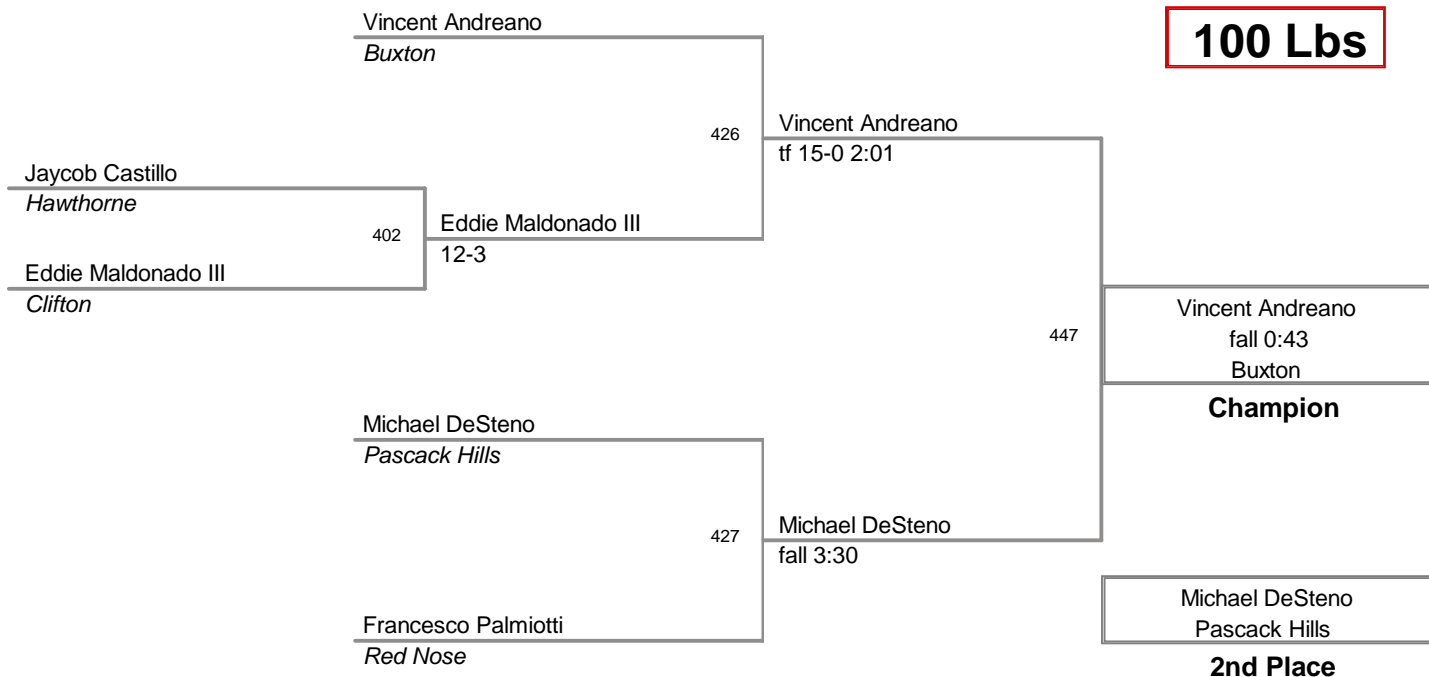 Vincent Andreano
Buxton
100 Lbs
426
Vincent Andreano
tf 15-0 2:01
Jaycob Castillo
Hawthorne
402
Eddie Maldonado III
12-3
Eddie Maldonado III
Clifton
447
Vincent Andreano
fall 0:43
Buxton
Champion
Michael DeSteno
Pascack Hills
427
Michael DeSteno
fall 3:30
Francesco Palmiotti
Red Nose
Michael DeSteno
Pascack Hills
2nd Place